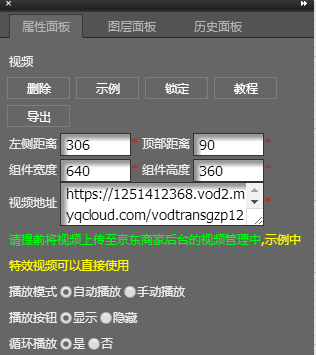 属性面板 图层面板 历史面板
视频
删除 示例 锁定 教程
导出
左侧距离 306 * 顶部距离 90 *
组件宽度 640 * 组件高度 360 *
视频地址 https://1251412368.vod2.m
yqcloud.com/vodtransgzp12 *
请提前将视频上传至京东商家后台的视频管理中,示例中
特效视频可以直接使用
播放模式 自动播放 手动播放
播放按钮 显示 隐藏
循环播放 是 否